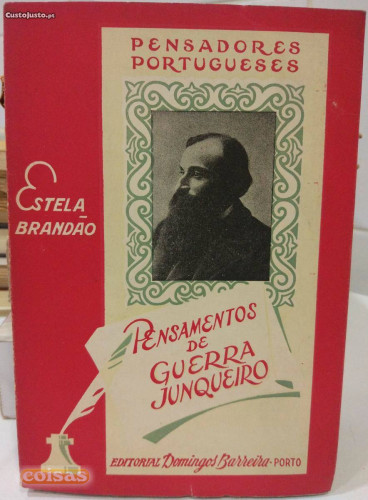 CustoJusto.pt
PENSADORES
PORTUGUESES
ESTELA
BRANDÃO
PENSAMENTOS
DE
GUERRA
JUNQUEIRO
EDITORIAL Domingos Barreira - PORTO
coisas